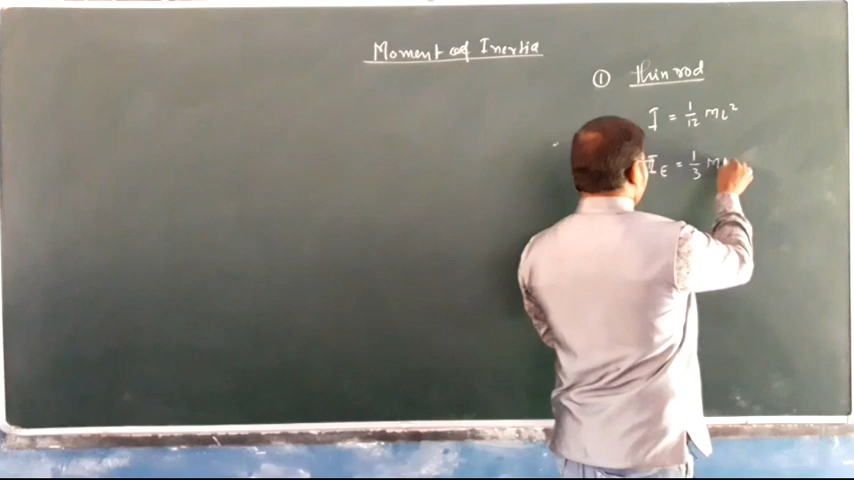 Moment of Inertia
① thin rod
I = 1/12 ML²
I_E = 1/3 M